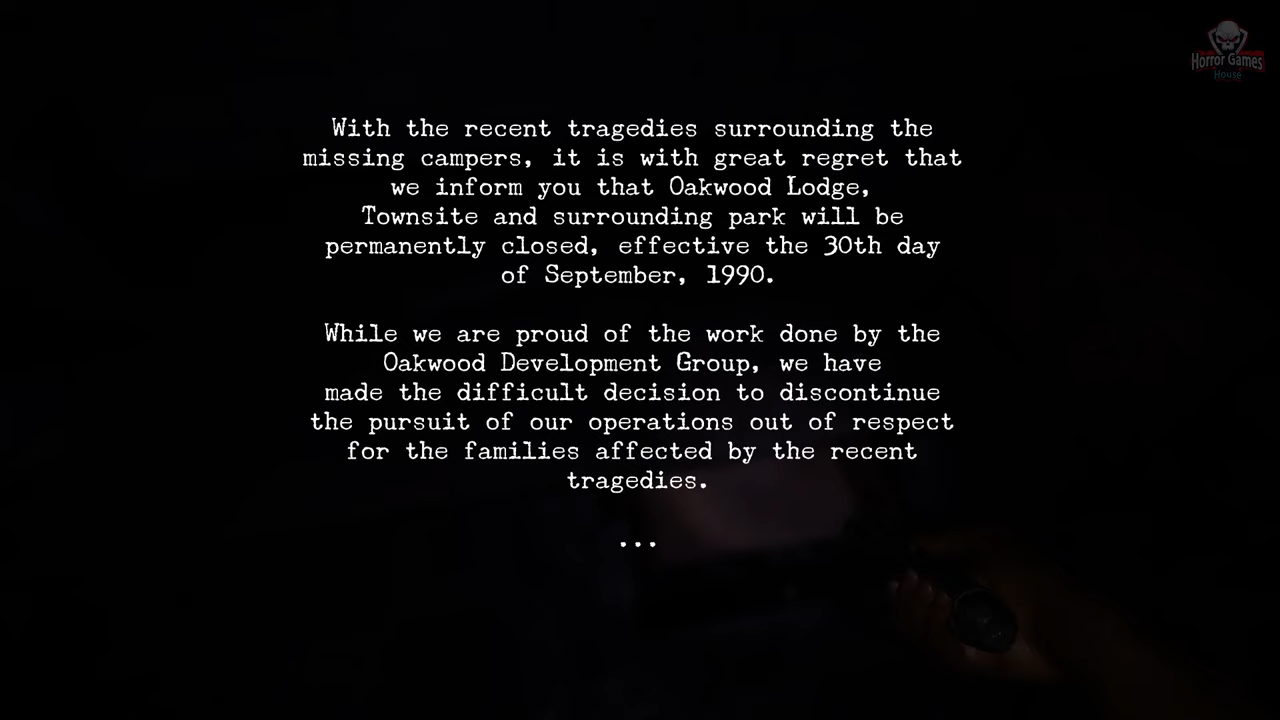 Horror Games
House
With the recent tragedies surrounding the
missing campers, it is with great regret that
we inform you that Oakwood Lodge,
Townsite and surrounding park will be
permanently closed, effective the 30th day
of September, 1990.
While we are proud of the work done by the
Oakwood Development Group, we have
made the difficult decision to discontinue
the pursuit of our operations out of respect
for the families affected by the recent
tragedies.
...